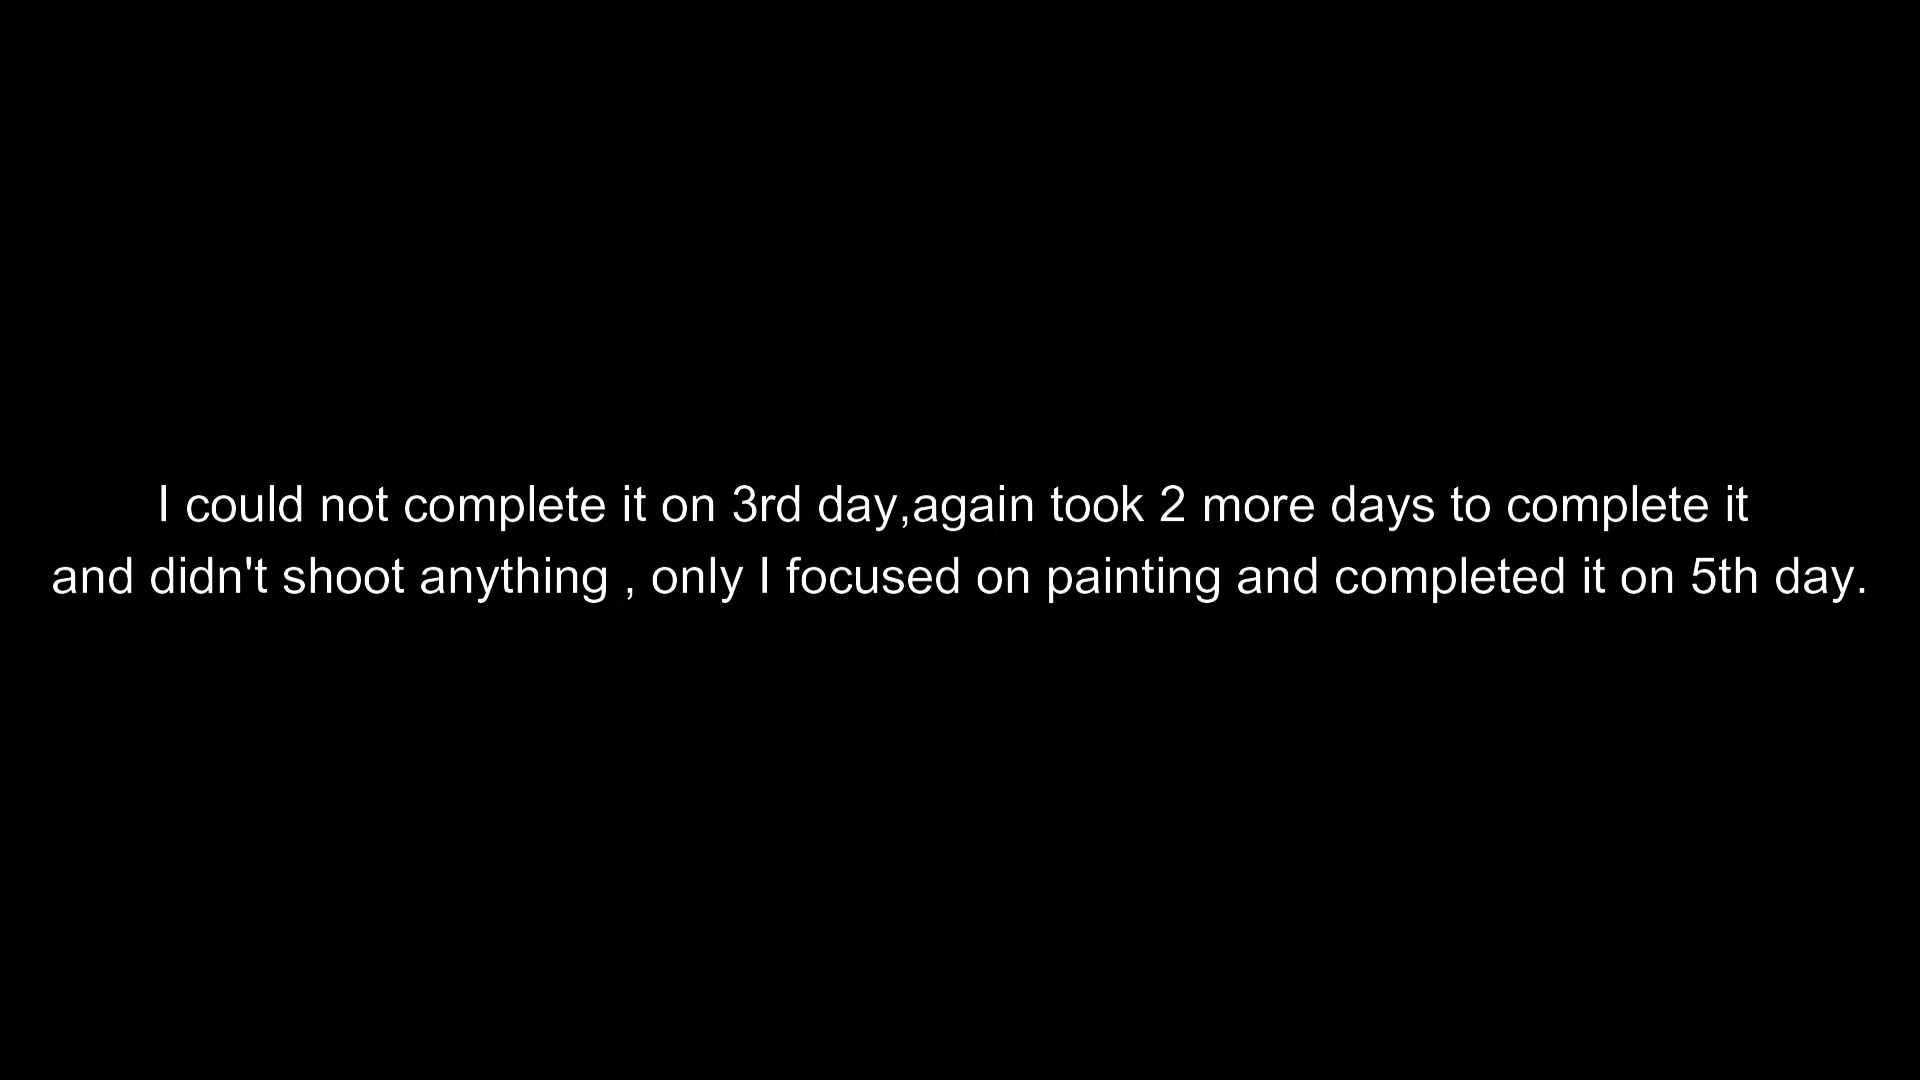 I could not complete it on 3rd day,again took 2 more days to complete it
and didn't shoot anything , only I focused on painting and completed it on 5th day.